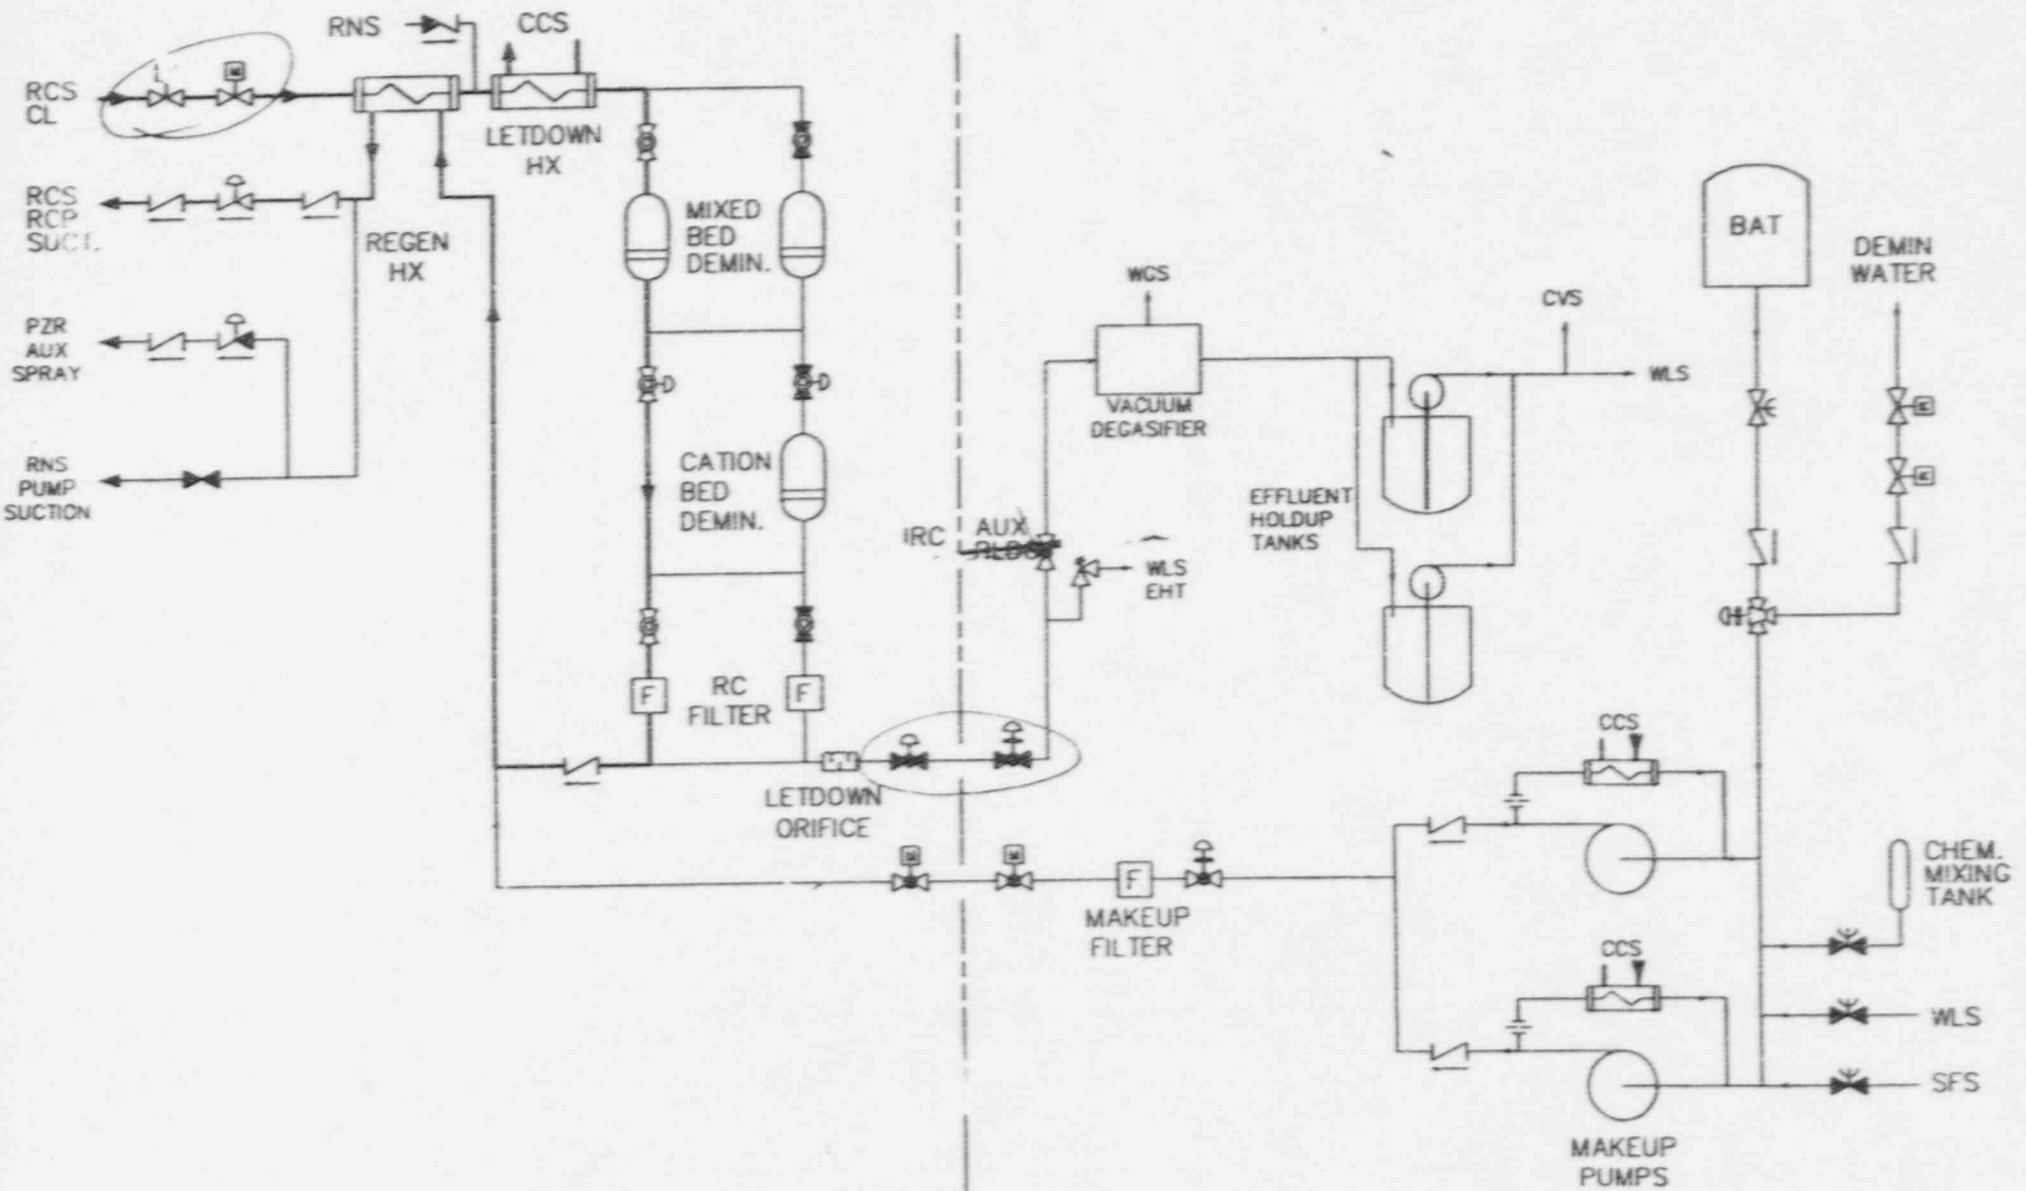 RNS
CCS
RCS
CL
LETDOWN
HX
RCS
RCP
SUCT.
REGEN
HX
MIXED
BED
DEMIN.
PZR
AUX
SPRAY
RNS
PUMP
SUCTION
CATION
BED
DEMIN.
F
F
RC
FILTER
LETDOWN
ORIFICE
IRC
AUX
BLDG
WLS
EHT
WGS
VACUUM
DEGASIFIER
CVS
WLS
EFFLUENT
HOLDUP
TANKS
BAT
DEMIN
WATER
M
M
M
M
M
F
MAKEUP
FILTER
CCS
CCS
MAKEUP
PUMPS
CHEM.
MIXING
TANK
WLS
SFS